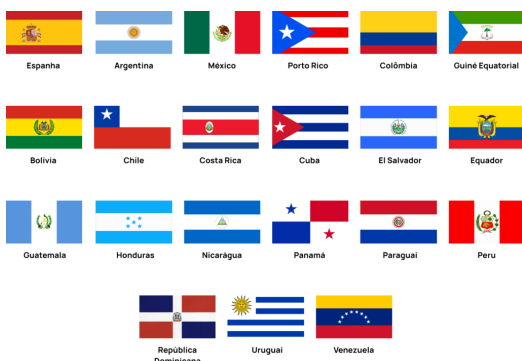 Espanha
Argentina
México
Porto Rico
Colômbia
Guiné Equatorial
Bolívia
Chile
Costa Rica
Cuba
El Salvador
Equador
Guatemala
Honduras
Nicarágua
Panamá
Paraguai
Peru
República
Dominicana
Uruguai
Venezuela